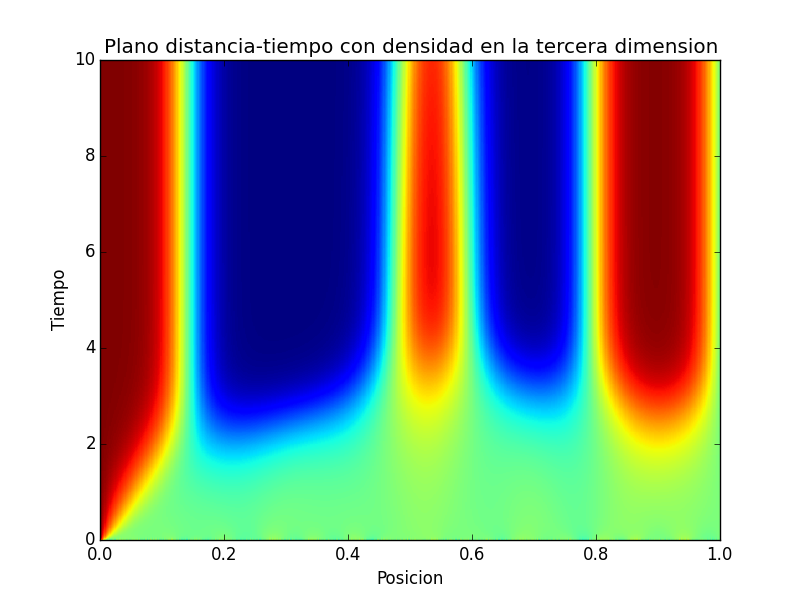 Plano distancia-tiempo con densidad en la tercera dimension
10
8
6
4
2
0
Tiempo
0.0 0.2 0.4 0.6 0.8 1.0
Posicion